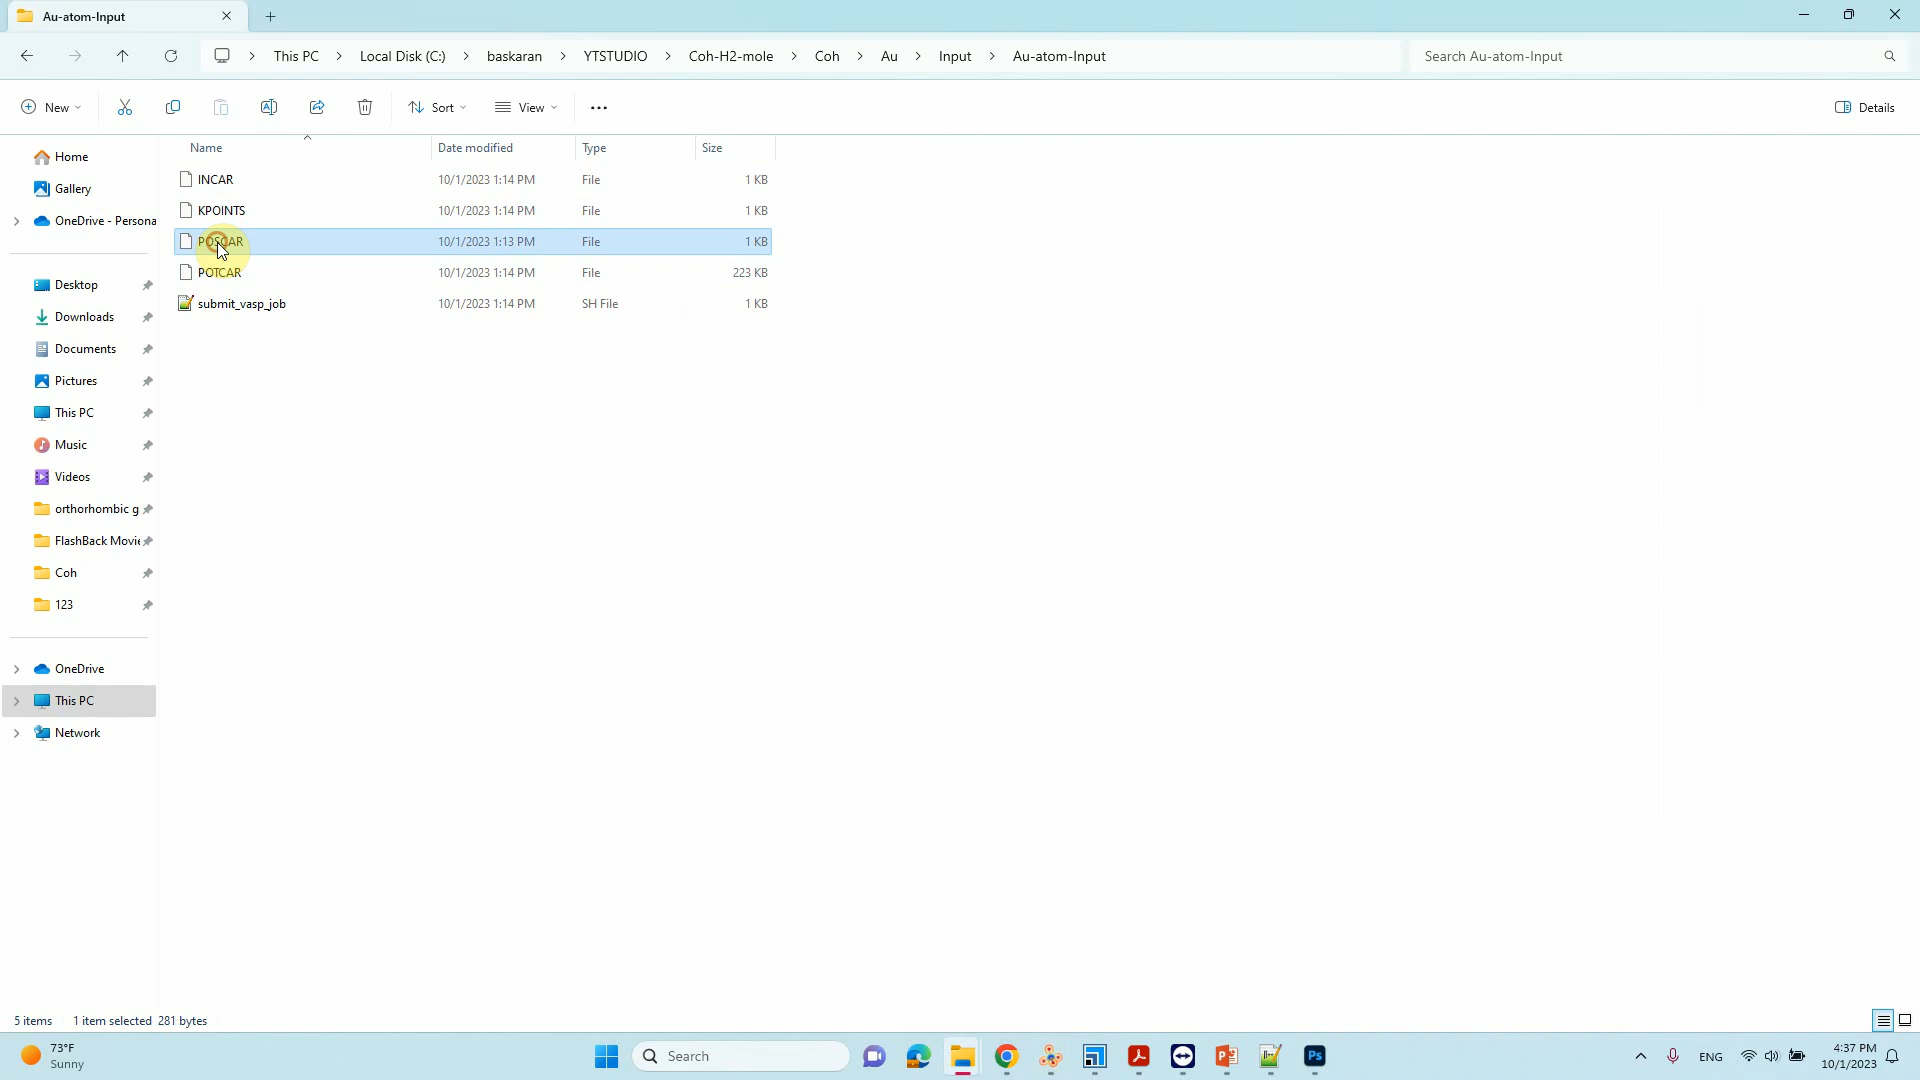 Au-atom-Input
This PC
Local Disk (C:)
baskaran
YTSTUDIO
Coh-H2-mole
Coh
Au
Input
Au-atom-Input
Search Au-atom-Input
New
Sort
View
Details
Name
Date modified
Type
Size
INCAR
10/1/2023 1:14 PM
File
1 KB
KPOINTS
10/1/2023 1:14 PM
File
1 KB
POSCAR
10/1/2023 1:13 PM
File
1 KB
POTCAR
10/1/2023 1:14 PM
File
223 KB
submit_vasp_job
10/1/2023 1:14 PM
SH File
1 KB
Home
Gallery
OneDrive - Persona
Desktop
Downloads
Documents
Pictures
This PC
Music
Videos
orthorhombic g
FlashBack Movie
Coh
123
OneDrive
This PC
Network
5 items
1 item selected 281 bytes
73°F
Sunny
Search
Ps
ENG
4:37 PM
10/1/2023